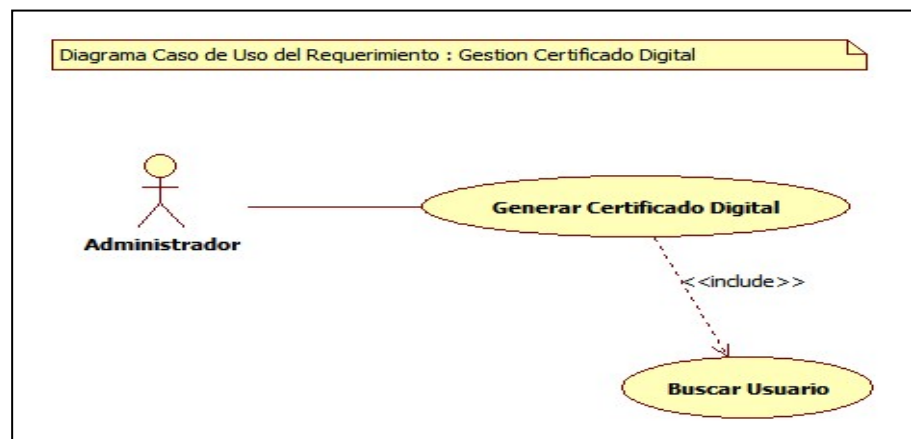 Diagrama Caso de Uso del Requerimiento : Gestion Certificado Digital
Generar Certificado Digital
Administrador
<<include>>
Buscar Usuario